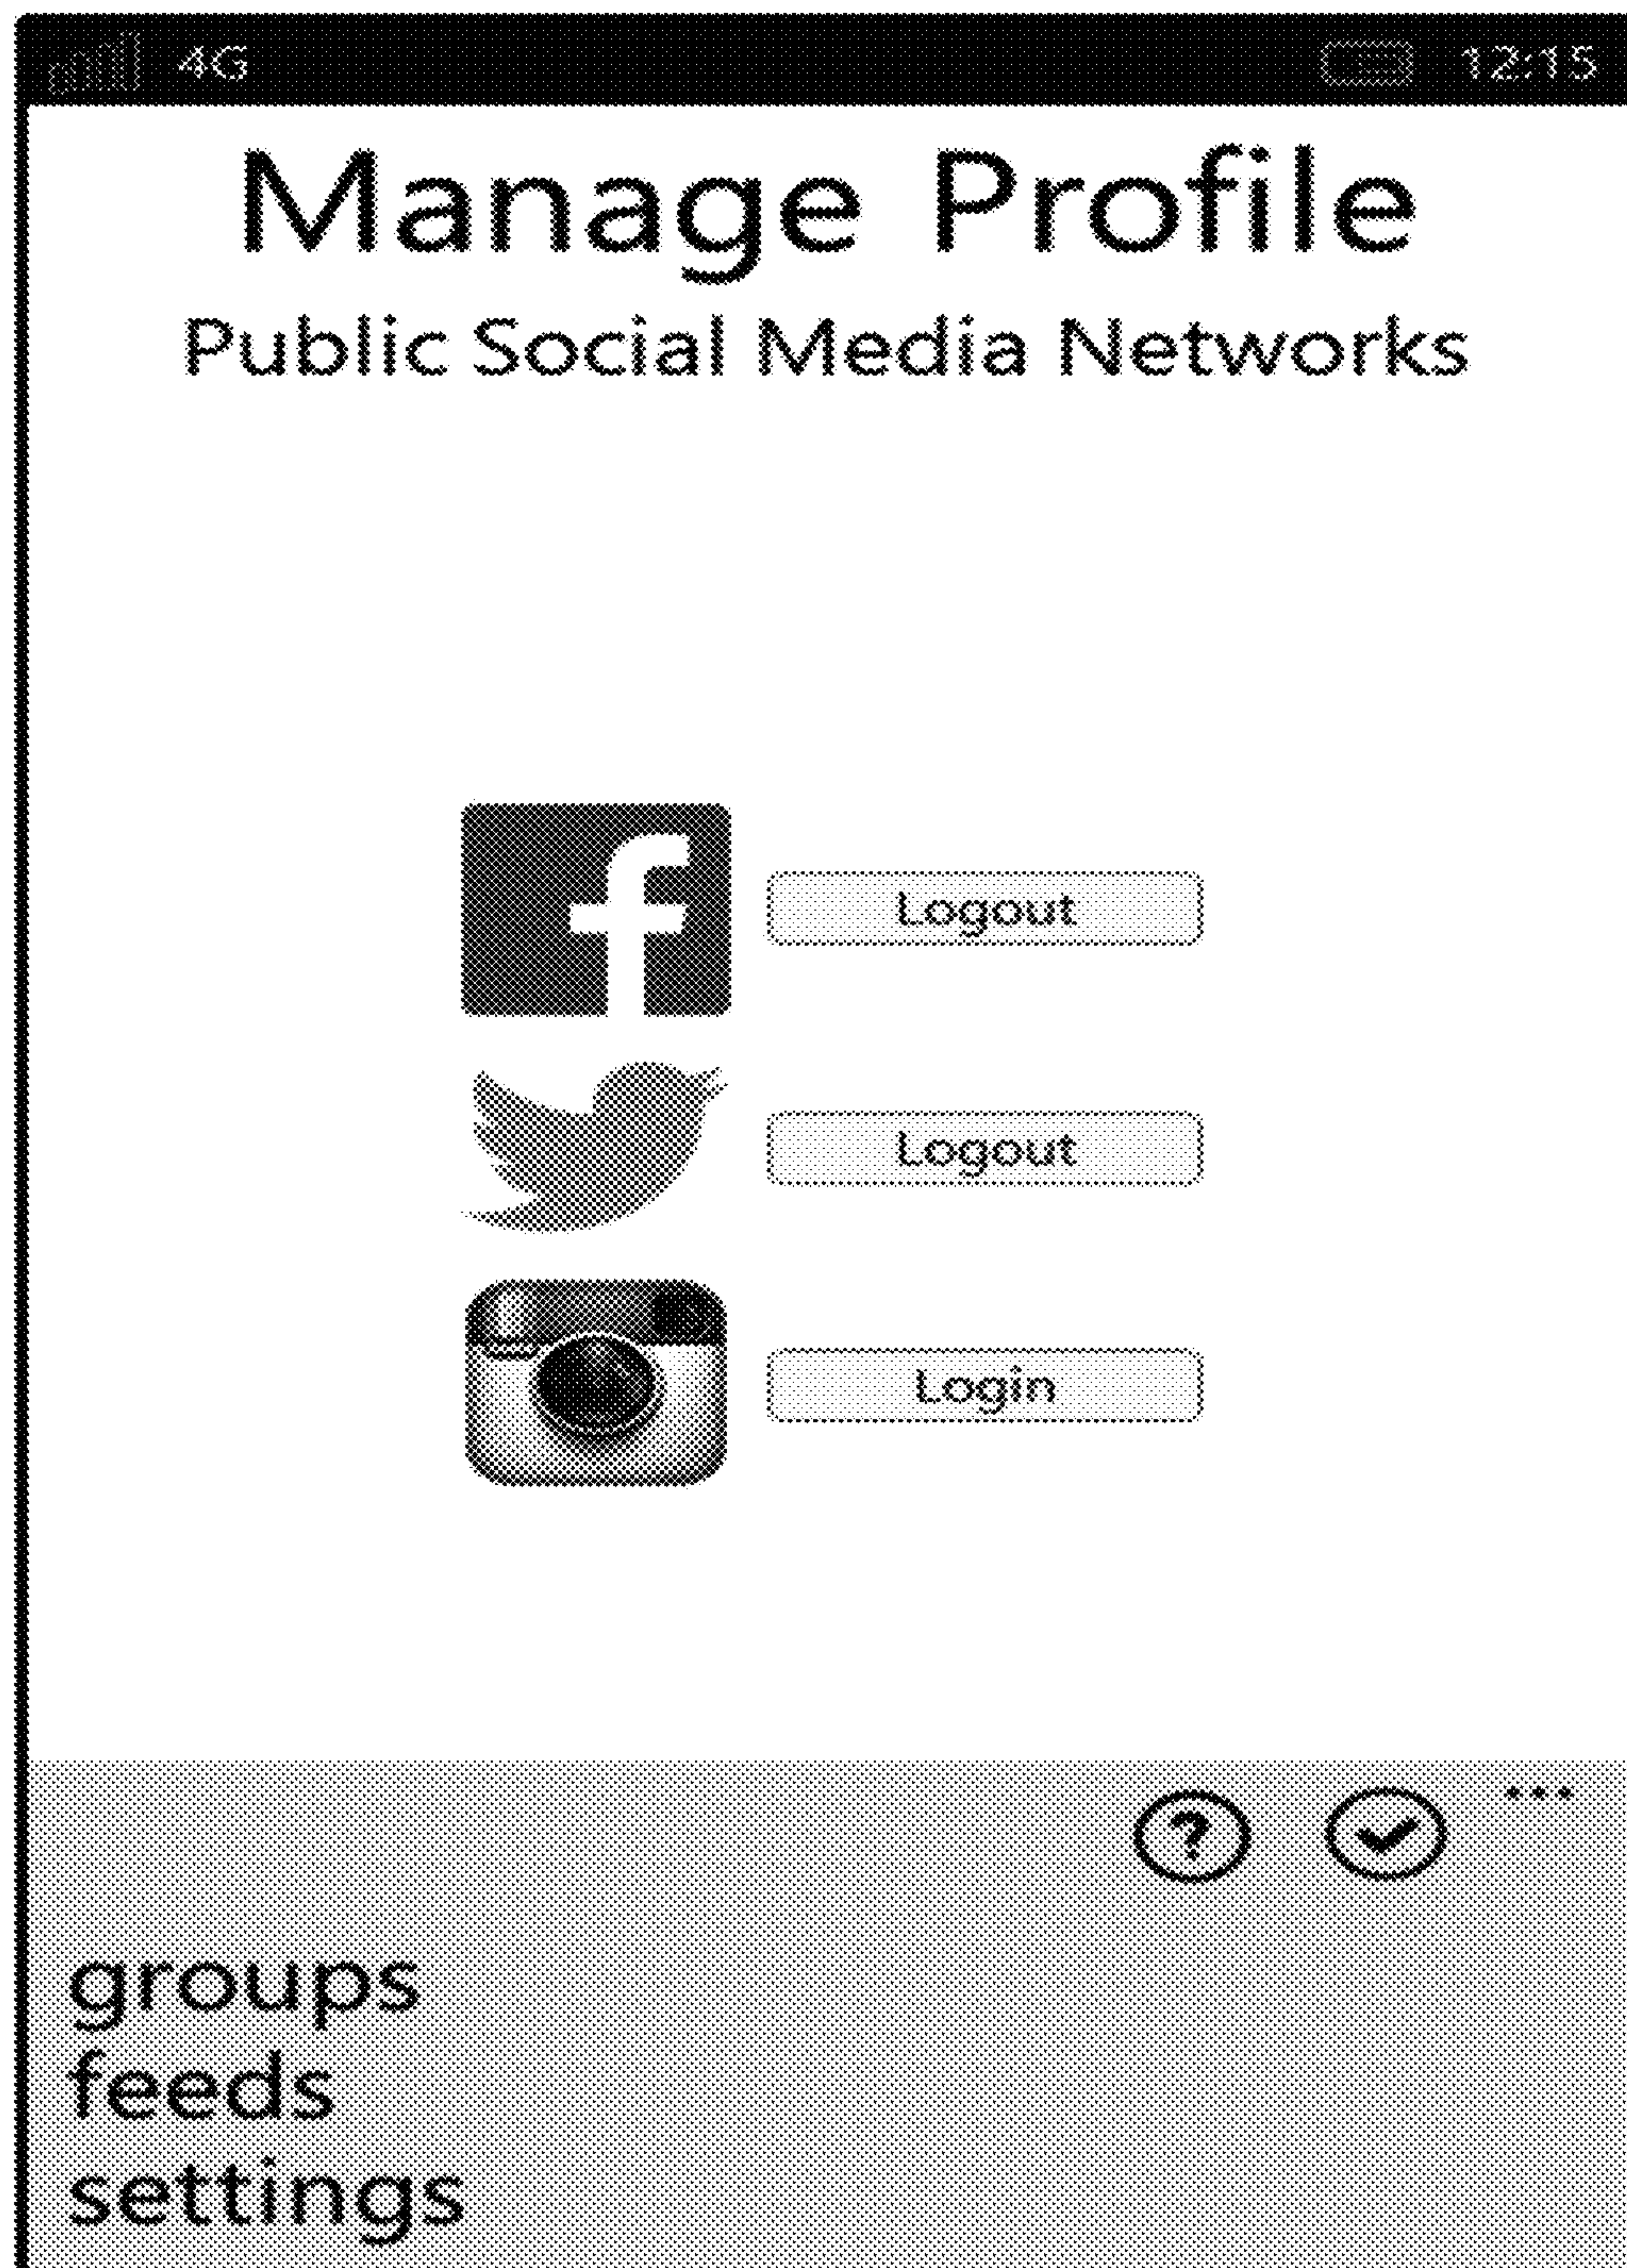 4G 12:15
Manage Profile
Public Social Media Networks
Logout
Logout
Login
groups
feeds
settings